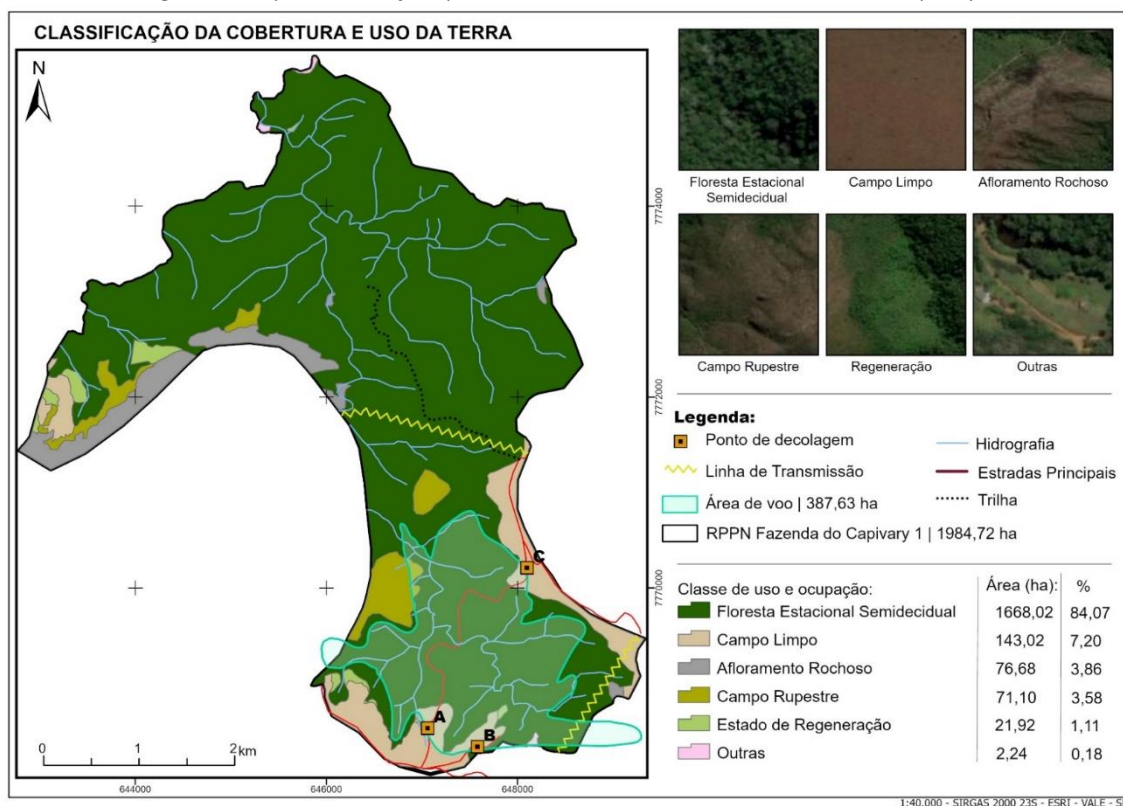 CLASSIFICAÇÃO DA COBERTURA E USO DA TERRA
N
7774000
7772000
7770000
C
A
B
0 1 2 km
644000 646000 648000
Floresta Estacional
Semidecidual
Campo Limpo
Afloramento Rochoso
Campo Rupestre
Regeneração
Outras
Legenda:
Ponto de decolagem
Linha de Transmissão
Área de voo | 387,63 ha
RPPN Fazenda do Capivary 1 | 1984,72 ha
Hidrografia
Estradas Principais
Trilha
Classe de uso e ocupação: Área (ha): %
Floresta Estacional Semidecidual 1668,02 84,07
Campo Limpo 143,02 7,20
Afloramento Rochoso 76,68 3,86
Campo Rupestre 71,10 3,58
Estado de Regeneração 21,92 1,11
Outras 2,24 0,18
1:40.000 - SIRGAS 2000 23S - ESRI - VALE -